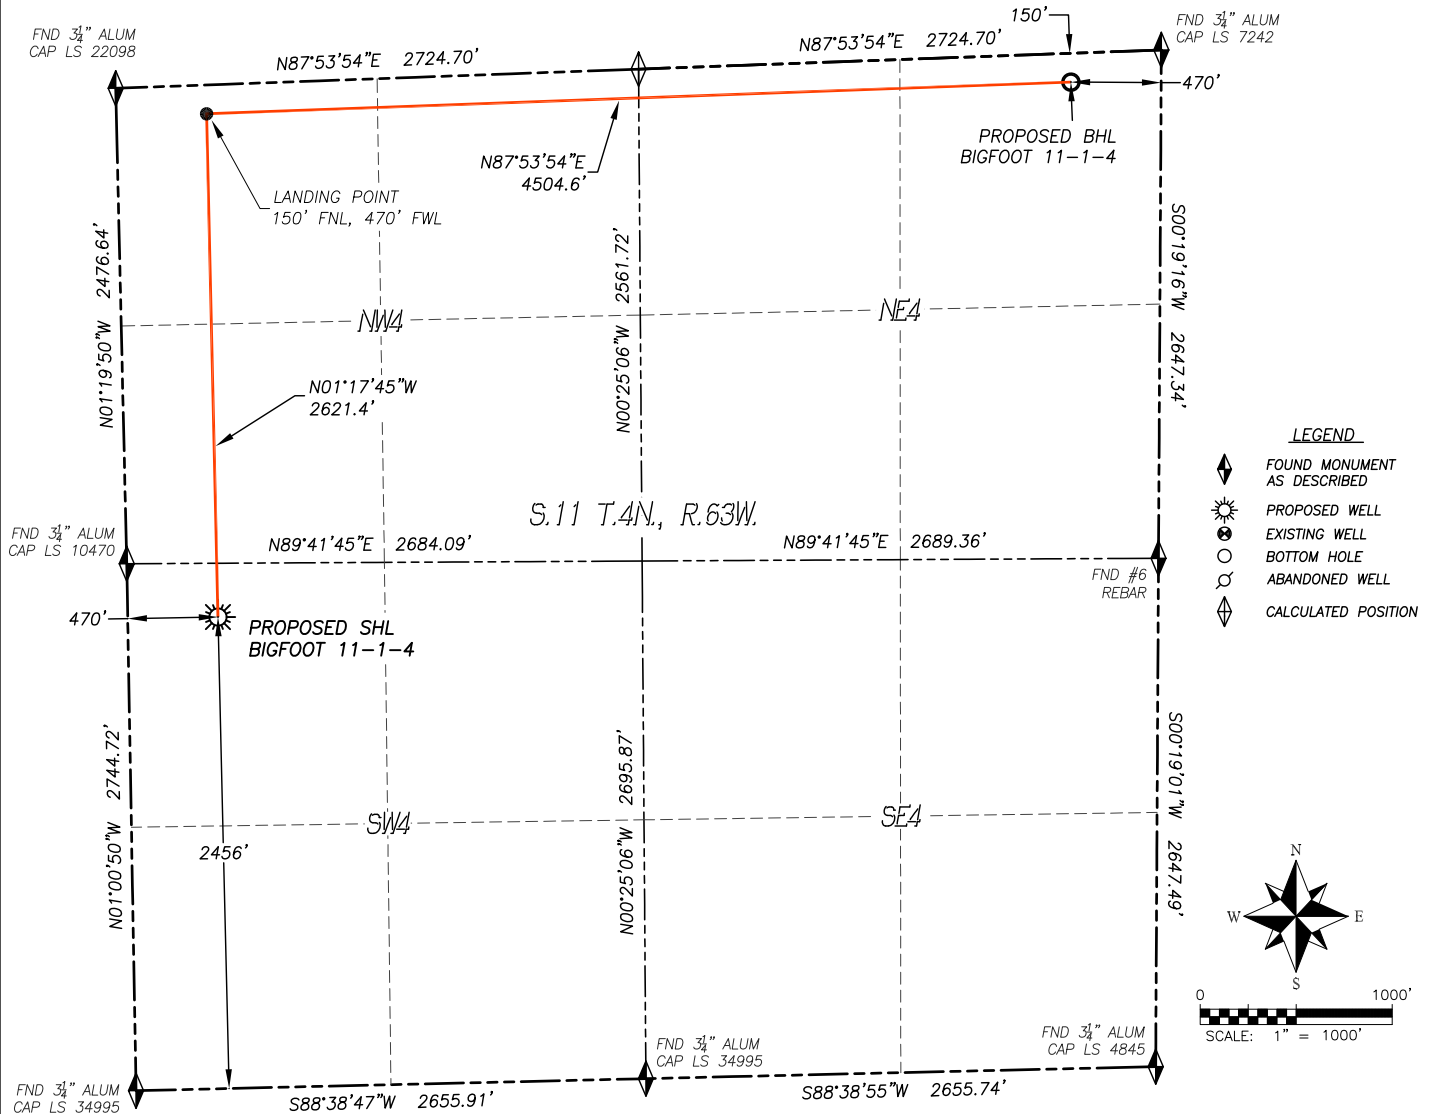 FND 3¼" ALUM
CAP LS 22098
N87°53'54"E 2724.70'
N87°53'54"E 2724.70'
150'
FND 3¼" ALUM
CAP LS 7242
470'
PROPOSED BHL
BIGFOOT 11-1-4
N87°53'54"E
4504.6'
LANDING POINT
150' FNL, 470' FWL
N01°19'50"W 2476.64'
N00°25'06"W 2561.72'
S00°19'16"W 2647.34'
NW4
NE4
N01°17'45"W
2621.4'
S.11 T.4N., R.63W.
FND 3¼" ALUM
CAP LS 10470
N89°41'45"E 2684.09'
N89°41'45"E 2689.36'
FND #6
REBAR
470'
PROPOSED SHL
BIGFOOT 11-1-4
LEGEND
FOUND MONUMENT
AS DESCRIBED
PROPOSED WELL
EXISTING WELL
BOTTOM HOLE
ABANDONED WELL
CALCULATED POSITION
N01°00'50"W 2744.72'
N00°25'06"W 2695.87'
S00°19'01"W 2647.49'
SW4
SE4
2456'
N
W
E
S
0 1000'
SCALE: 1" = 1000'
FND 3¼" ALUM
CAP LS 34995
S88°38'47"W 2655.91'
FND 3¼" ALUM
CAP LS 34995
S88°38'55"W 2655.74'
FND 3¼" ALUM
CAP LS 4845